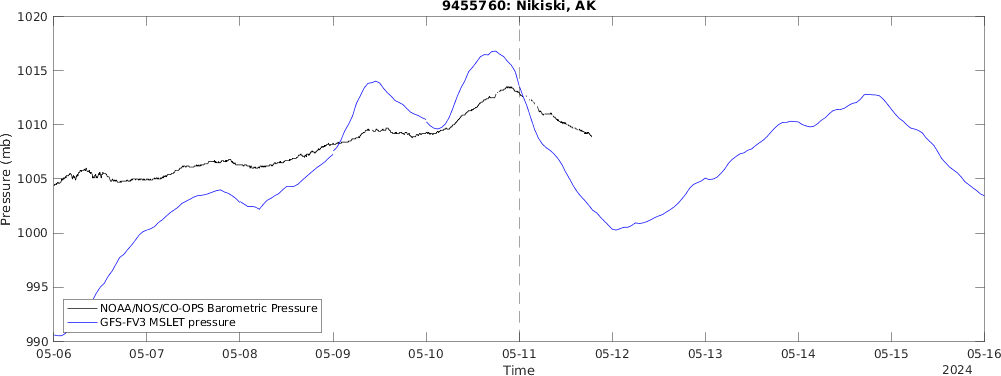 9455760: Nikiski, AK
Pressure (mb)
1020
1015
1010
1005
1000
995
990
NOAA/NOS/CO-OPS Barometric Pressure
GFS-FV3 MSLET pressure
05-06 05-07 05-08 05-09 05-10 05-11 05-12 05-13 05-14 05-15 05-16
Time
2024